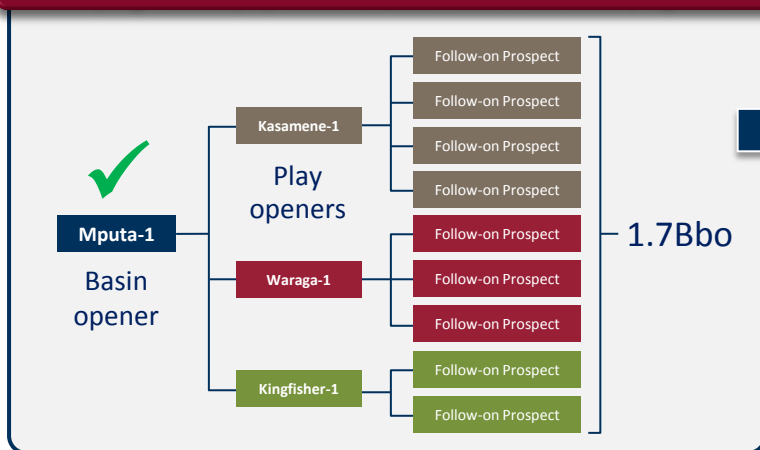 Mputa-1
Basin
opener
Kasamene-1
Play
openers
Waraga-1
Kingfisher-1
Follow-on Prospect
Follow-on Prospect
Follow-on Prospect
Follow-on Prospect
Follow-on Prospect
Follow-on Prospect
Follow-on Prospect
Follow-on Prospect
Follow-on Prospect
1.7Bbo